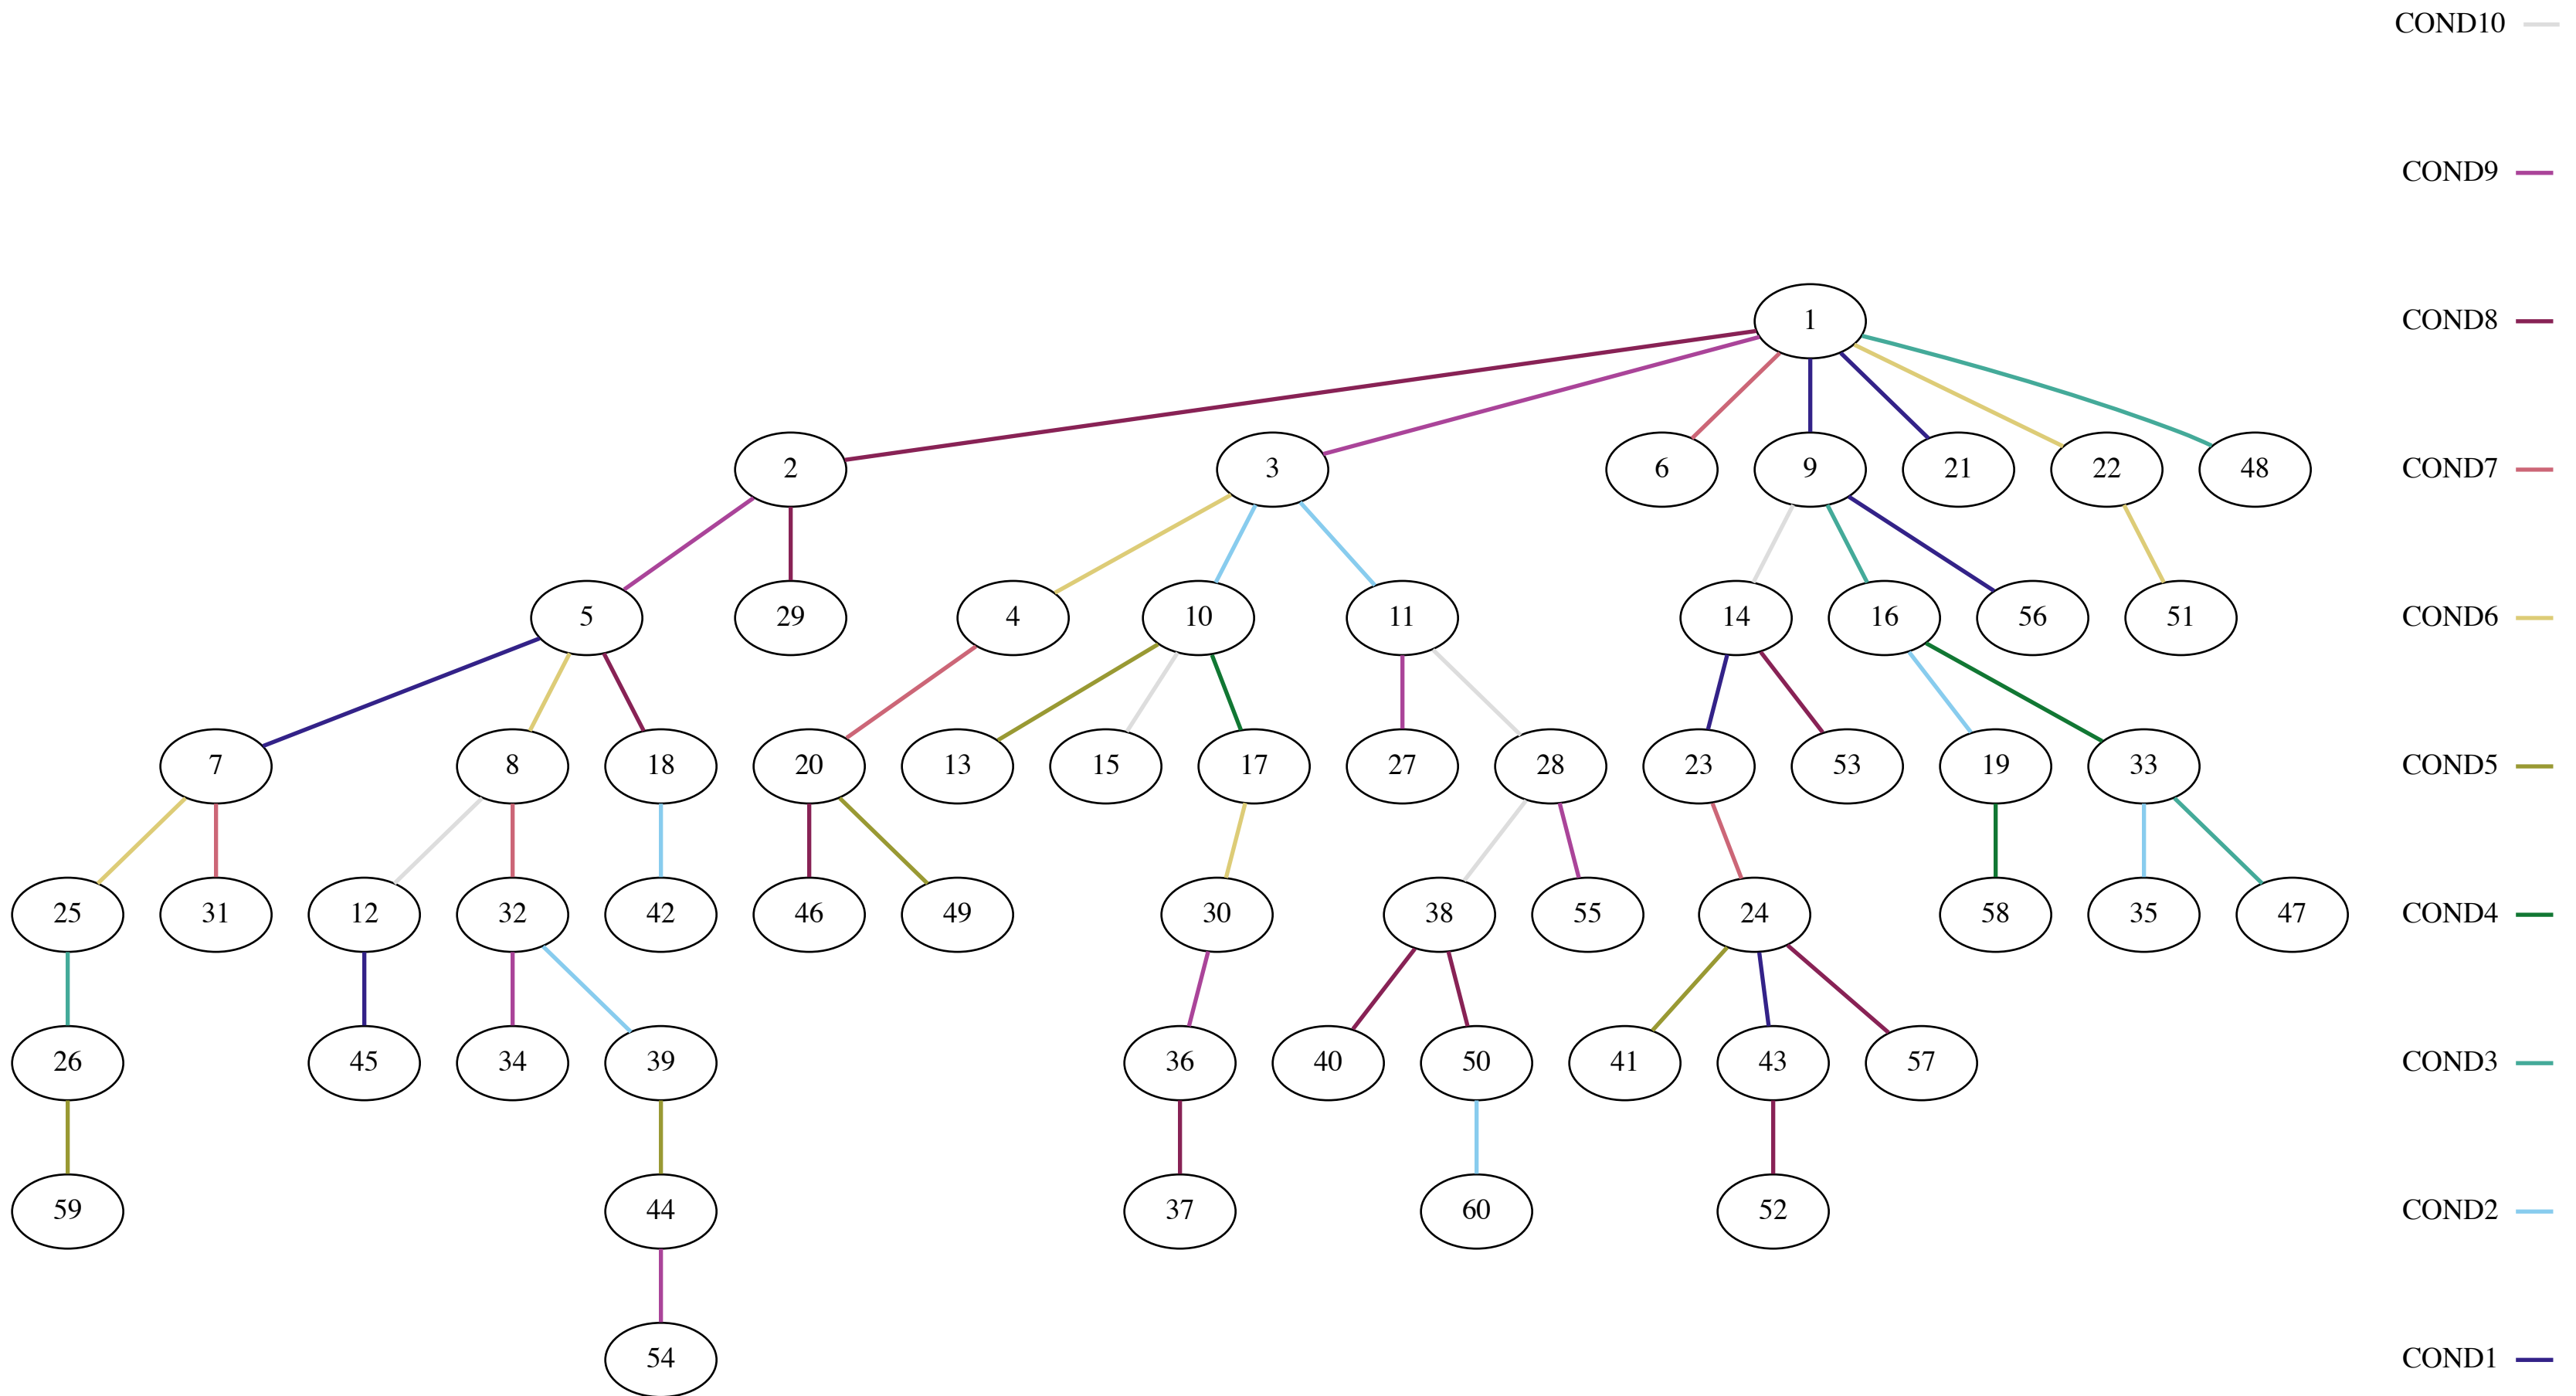 COND10
COND9
1 COND8
2 3 6 9 21 22 48 COND7
5 29 4 10 11 14 16 56 51 COND6
7 8 18 20 13 15 17 27 28 23 53 19 33 COND5
25 31 12 32 42 46 49 30 38 55 24 58 35 47 COND4
26 45 34 39 36 40 50 41 43 57 COND3
59 44 37 60 52 COND2
54 COND1